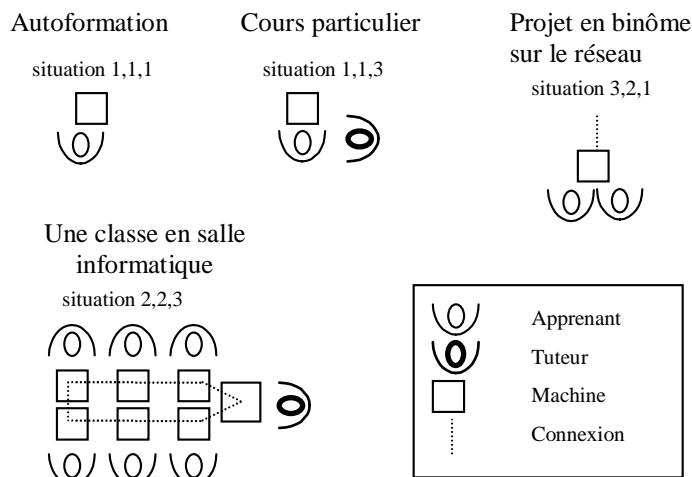 Autoformation
situation 1,1,1
Cours particulier
situation 1,1,3
Projet en binôme
sur le réseau
situation 3,2,1
Une classe en salle
informatique
situation 2,2,3
Apprenant
Tuteur
Machine
Connexion